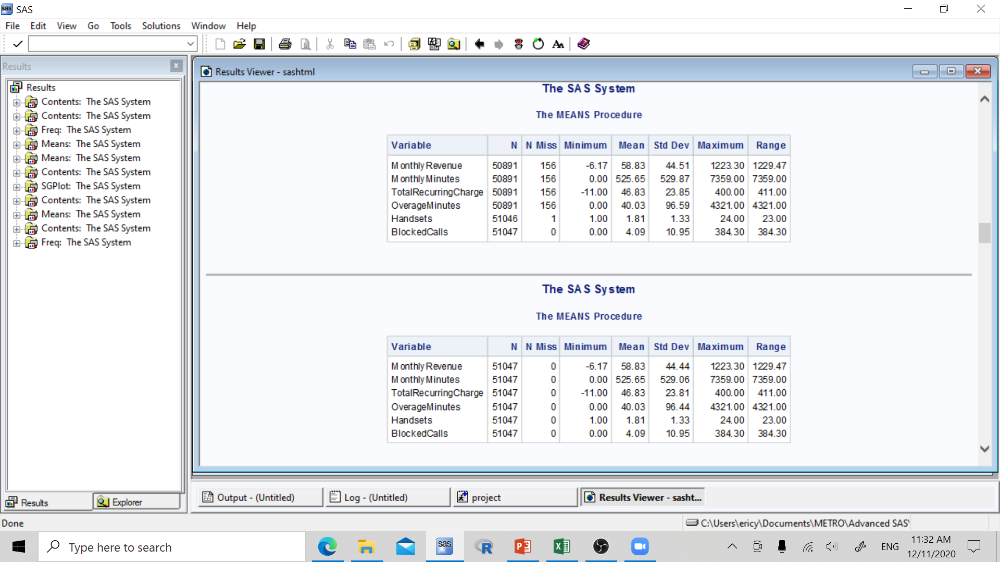 SAS
File Edit View Go Tools Solutions Window Help
Results
Results Viewer - sashtml
Results
Contents: The SAS System
Contents: The SAS System
Freq: The SAS System
Means: The SAS System
Means: The SAS System
Contents: The SAS System
SGPlot: The SAS System
Contents: The SAS System
Means: The SAS System
Contents: The SAS System
Freq: The SAS System
The SAS System
The MEANS Procedure
Variable N N Miss Minimum Mean Std Dev Maximum Range
MonthlyRevenue 50891 156 -6.17 58.83 44.51 1223.30 1229.47
MonthlyMinutes 50891 156 0.00 525.65 529.87 7359.00 7359.00
TotalRecurringCharge 50891 156 -11.00 46.83 23.85 400.00 411.00
OverageMinutes 50891 156 0.00 40.03 96.59 4321.00 4321.00
Handsets 51046 1 1.00 1.81 1.33 24.00 23.00
BlockedCalls 51047 0 0.00 4.09 10.95 384.30 384.30
The SAS System
The MEANS Procedure
Variable N N Miss Minimum Mean Std Dev Maximum Range
MonthlyRevenue 51047 0 -6.17 58.83 44.44 1223.30 1229.47
MonthlyMinutes 51047 0 0.00 525.65 529.06 7359.00 7359.00
TotalRecurringCharge 51047 0 -11.00 46.83 23.81 400.00 411.00
OverageMinutes 51047 0 0.00 40.03 96.44 4321.00 4321.00
Handsets 51047 0 1.00 1.81 1.33 24.00 23.00
BlockedCalls 51047 0 0.00 4.09 10.95 384.30 384.30
Results Explorer
Output - (Untitled) Log - (Untitled) project Results Viewer - sasht...
Done C:\Users\ericy\Documents\METRO\Advanced SAS\
Type here to search
sas
ENG
11:32 AM
12/11/2020